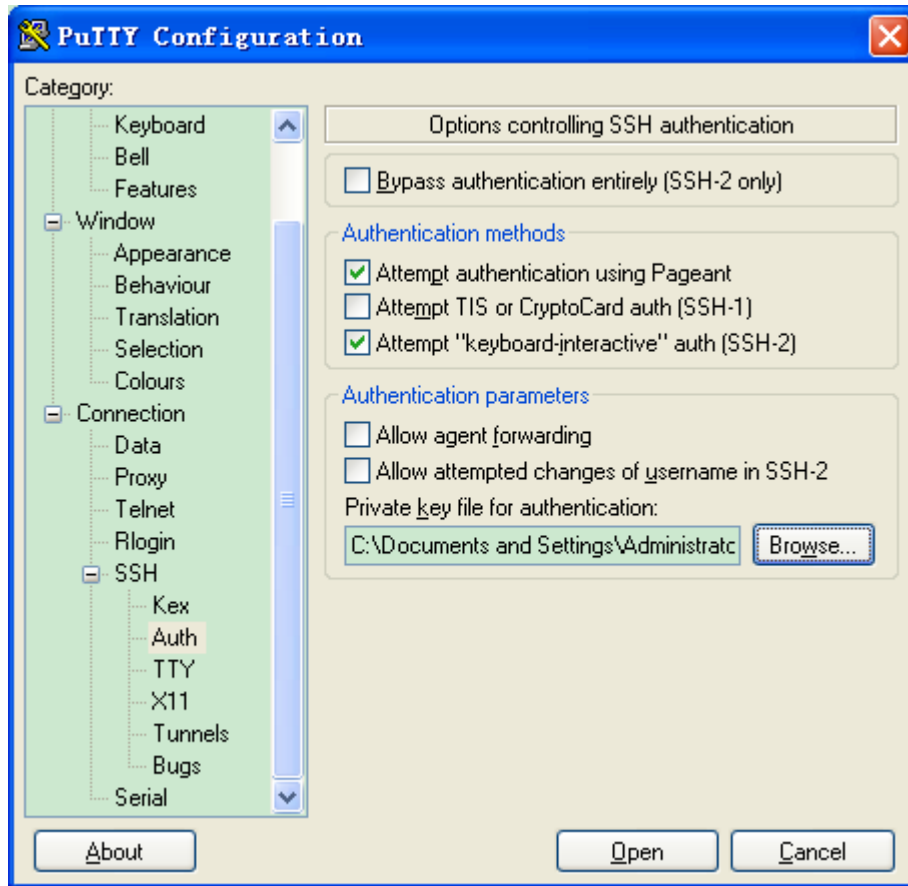 PuTTY Configuration
Category:
Keyboard
Bell
Features
Window
Appearance
Behaviour
Translation
Selection
Colours
Connection
Data
Proxy
Telnet
Rlogin
SSH
Kex
Auth
TTY
X11
Tunnels
Bugs
Serial
Options controlling SSH authentication
Bypass authentication entirely (SSH-2 only)
Authentication methods
Attempt authentication using Pageant
Attempt TIS or CryptoCard auth (SSH-1)
Attempt "keyboard-interactive" auth (SSH-2)
Authentication parameters
Allow agent forwarding
Allow attempted changes of username in SSH-2
Private key file for authentication:
C:\Documents and Settings\Administratc
Browse...
About
Open
Cancel